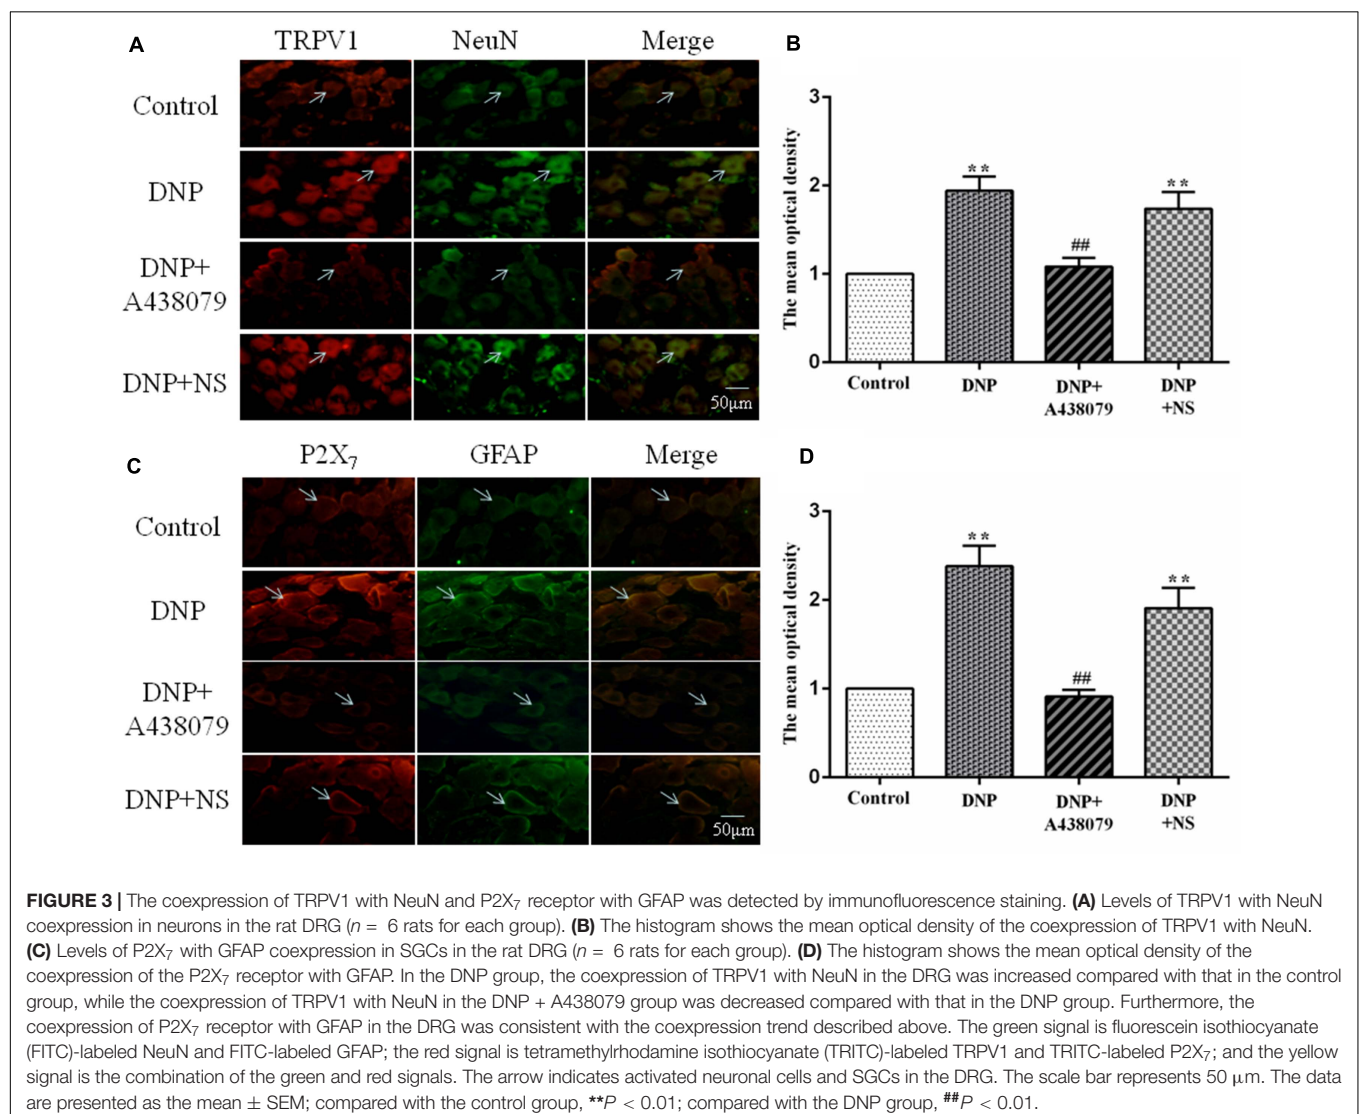 A
TRPV1 NeuN Merge
Control
DNP
DNP+
A438079
DNP+NS
50μm
B
The mean optical density
3
2
1
0
**
##
**
Control DNP DNP+ DNP
A438079 +NS
C
P2X₇ GFAP Merge
Control
DNP
DNP+
A438079
DNP+NS
50μm
D
The mean optical density
3
2
1
0
**
##
**
Control DNP DNP+ DNP
A438079 +NS
FIGURE 3 | The coexpression of TRPV1 with NeuN and P2X₇ receptor with GFAP was detected by immunofluorescence staining. (A) Levels of TRPV1 with NeuN
coexpression in neurons in the rat DRG (n = 6 rats for each group). (B) The histogram shows the mean optical density of the coexpression of TRPV1 with NeuN.
(C) Levels of P2X₇ with GFAP coexpression in SGCs in the rat DRG (n = 6 rats for each group). (D) The histogram shows the mean optical density of the
coexpression of the P2X₇ receptor with GFAP. In the DNP group, the coexpression of TRPV1 with NeuN in the DRG was increased compared with that in the control
group, while the coexpression of TRPV1 with NeuN in the DNP + A438079 group was decreased compared with that in the DNP group. Furthermore, the
coexpression of P2X₇ receptor with GFAP in the DRG was consistent with the coexpression trend described above. The green signal is fluorescein isothiocyanate
(FITC)-labeled NeuN and FITC-labeled GFAP; the red signal is tetramethylrhodamine isothiocyanate (TRITC)-labeled TRPV1 and TRITC-labeled P2X₇; and the yellow
signal is the combination of the green and red signals. The arrow indicates activated neuronal cells and SGCs in the DRG. The scale bar represents 50 μm. The data
are presented as the mean ± SEM; compared with the control group, **P < 0.01; compared with the DNP group, ##P < 0.01.